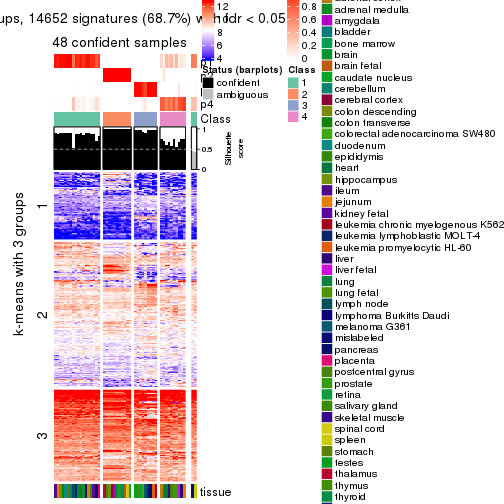 ups, 14652 signatures (68.7%) with fdr < 0.05
48 confident samples
p4
Class
1
0.5
0
Silhouette
score
k-means with 3 groups
1
2
3
tissue
12
6
4
Status (barplots)
confident
ambiguous
0.8
0.6
0.4
0.2
0
Class
1
2
3
4
adrenal medulla
amygdala
bladder
bone marrow
brain
brain fetal
caudate nucleus
cerebellum
cerebral cortex
colon descending
colon transverse
colorectal adenocarcinoma SW480
duodenum
epididymis
heart
hippocampus
ileum
jejunum
kidney fetal
leukemia chronic myelogenous K562
leukemia lymphoblastic MOLT-4
leukemia promyelocytic HL-60
liver
liver fetal
lung
lung fetal
lymph node
lymphoma Burkitts Daudi
melanoma G361
mislabeled
pancreas
placenta
postcentral gyrus
prostate
retina
salivary gland
skeletal muscle
spinal cord
spleen
stomach
testes
thalamus
thymus
thyroid